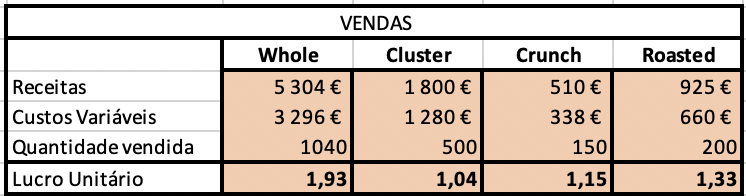 VENDAS
Whole Cluster Crunch Roasted
Receitas 5 304 € 1 800 € 510 € 925 €
Custos Variáveis 3 296 € 1 280 € 338 € 660 €
Quantidade vendida 1040 500 150 200
Lucro Unitário 1,93 1,04 1,15 1,33